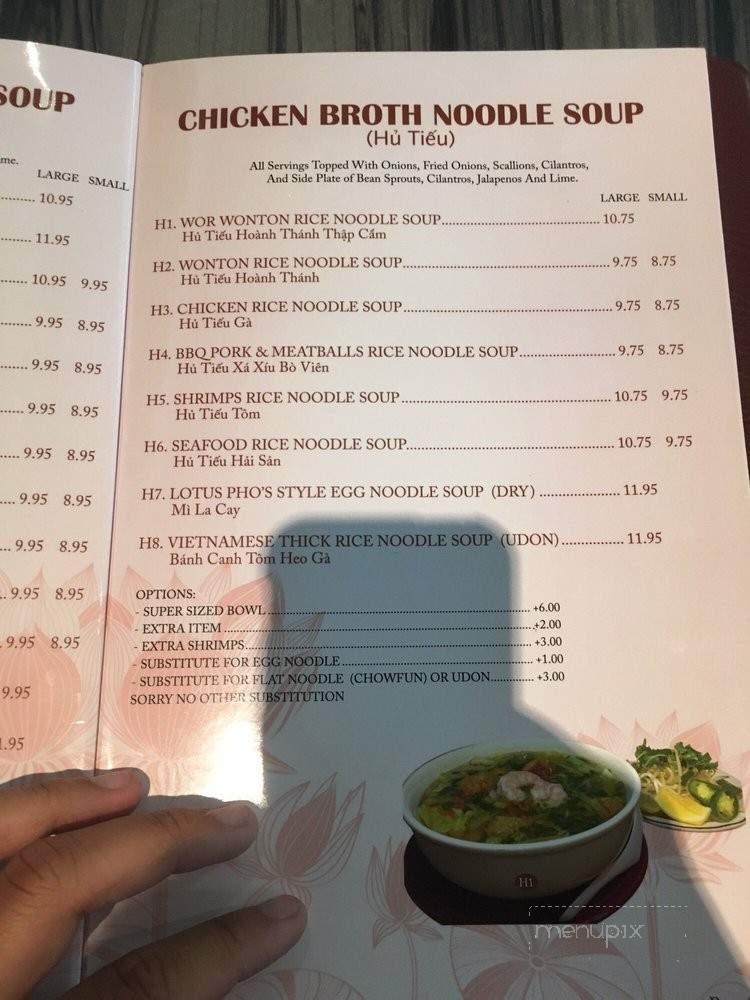 SOUP
me.
LARGE SMALL
.......... 10.95
.......... 11.95
.......... 10.95 9.95
.......... 9.95 8.95
.......... 9.95 8.95
....... 9.95 8.95
...... 9.95 8.95
..... 9.95 8.95
.... 9.95 8.95
.. 9.95 8.95
. 9.95 8.95
9.95
1.95
CHICKEN BROTH NOODLE SOUP
(Hủ Tiếu)
All Servings Topped With Onions, Fried Onions, Scallions, Cilantros,
And Side Plate of Bean Sprouts, Cilantros, Jalapenos And Lime.
LARGE SMALL
H1. WOR WONTON RICE NOODLE SOUP.................................... 10.75
Hủ Tiếu Hoành Thánh Thập Cẩm
H2. WONTON RICE NOODLE SOUP.............................................. 9.75 8.75
Hủ Tiếu Hoành Thánh
H3. CHICKEN RICE NOODLE SOUP.............................................. 9.75 8.75
Hủ Tiếu Gà
H4. BBQ PORK & MEATBALLS RICE NOODLE SOUP..................... 9.75 8.75
Hủ Tiếu Xá Xíu Bò Viên
H5. SHRIMPS RICE NOODLE SOUP.............................................. 10.75 9.75
Hủ Tiếu Tôm
H6. SEAFOOD RICE NOODLE SOUP............................................. 10.75 9.75
Hủ Tiếu Hải Sản
H7. LOTUS PHO'S STYLE EGG NOODLE SOUP (DRY) .................. 11.95
Mì La Cay
H8. VIETNAMESE THICK RICE NOODLE SOUP (UDON)............... 11.95
Bánh Canh Tôm Heo Gà
OPTIONS:
- SUPER SIZED BOWL .................................................... +6.00
- EXTRA ITEM .............................................................. +2.00
- EXTRA SHRIMPS.......................................................... +3.00
- SUBSTITUTE FOR EGG NOODLE...................................... +1.00
- SUBSTITUTE FOR FLAT NOODLE (CHOWFUN) OR UDON............ +3.00
SORRY NO OTHER SUBSTITUTION
H1
menupix